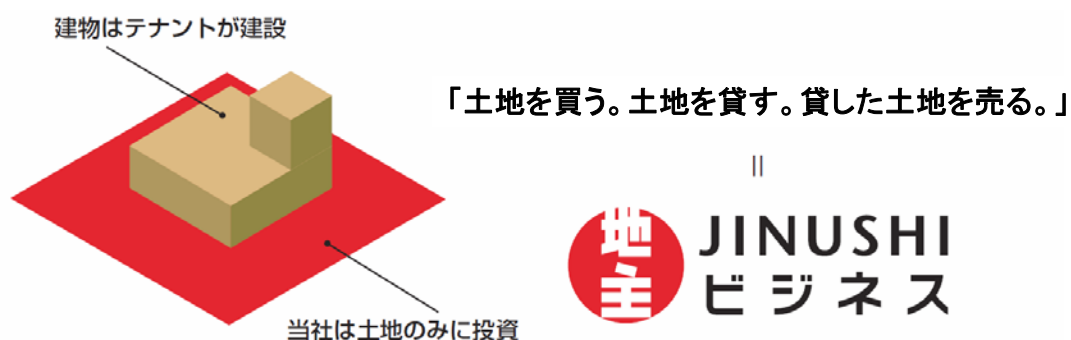 建物はテナントが建設
「土地を買う。土地を貸す。貸した土地を売る。」
=
地主
JINUSHI
ビジネス
当社は土地のみに投資